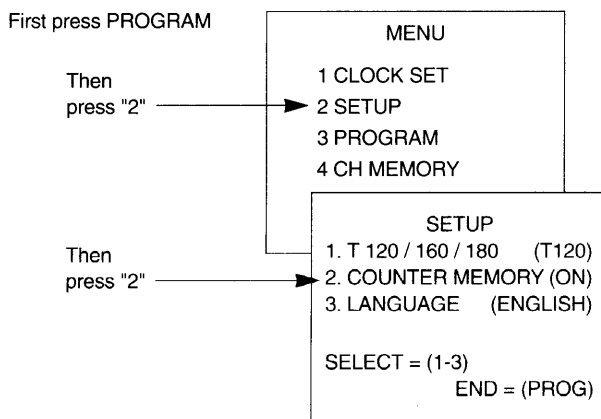 First press PROGRAM
MENU
1 CLOCK SET
Then
press "2"
2 SETUP
3 PROGRAM
4 CH MEMORY
SETUP
1. T 120 / 160 / 180 (T120)
Then
press "2"
2. COUNTER MEMORY (ON)
3. LANGUAGE (ENGLISH)
SELECT = (1-3)
END = (PROG)